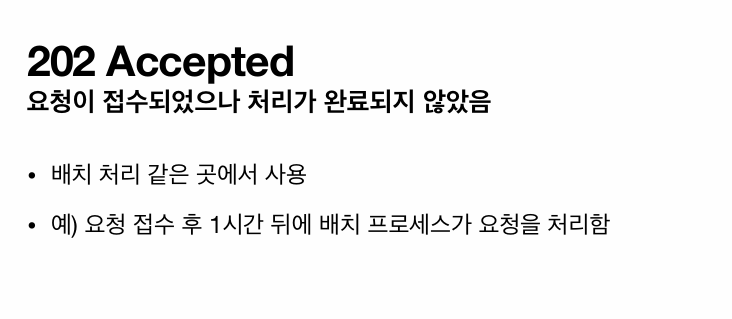 202 Accepted
요청이 접수되었으나 처리가 완료되지 않았음
• 배치 처리 같은 곳에서 사용
• 예) 요청 접수 후 1시간 뒤에 배치 프로세스가 요청을 처리함